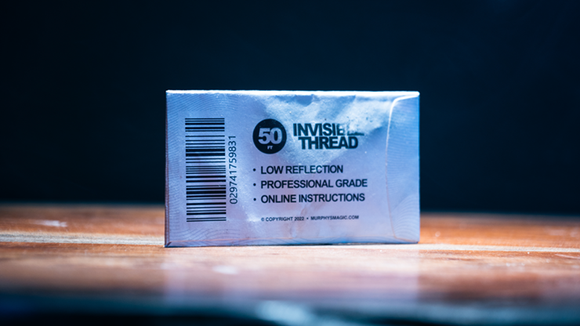 50
FT
INVISIBLE
THREAD
• LOW REFLECTION
• PROFESSIONAL GRADE
• ONLINE INSTRUCTIONS
© COPYRIGHT 2022 • MURPHYSMAGIC.COM
029741759831